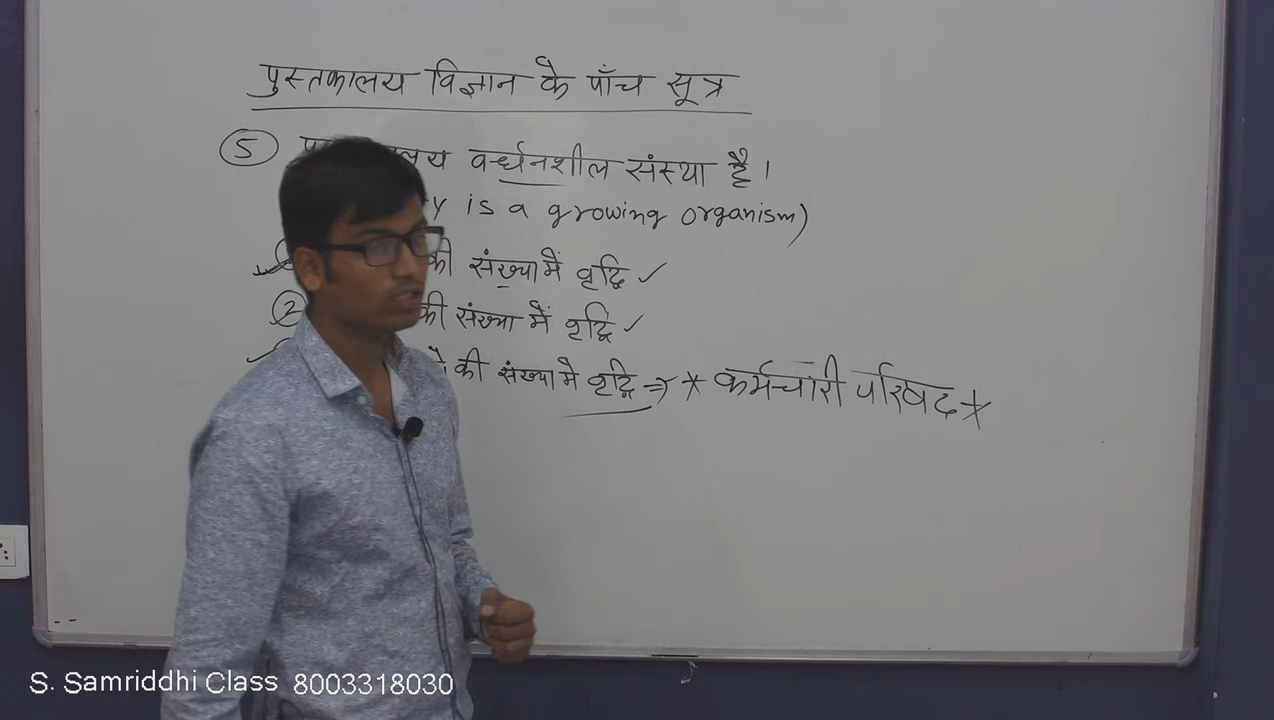 पुस्तकालय विज्ञान के पाँच सूत्र
5 वर्धनशील संस्था है।
is a growing organism)
की संख्या में वृद्धि ✓
2 की संख्या में वृद्धि ✓
की संख्या मे वृद्धि => * कर्मचारी परिषद *
S. Samriddhi Class 8003318030